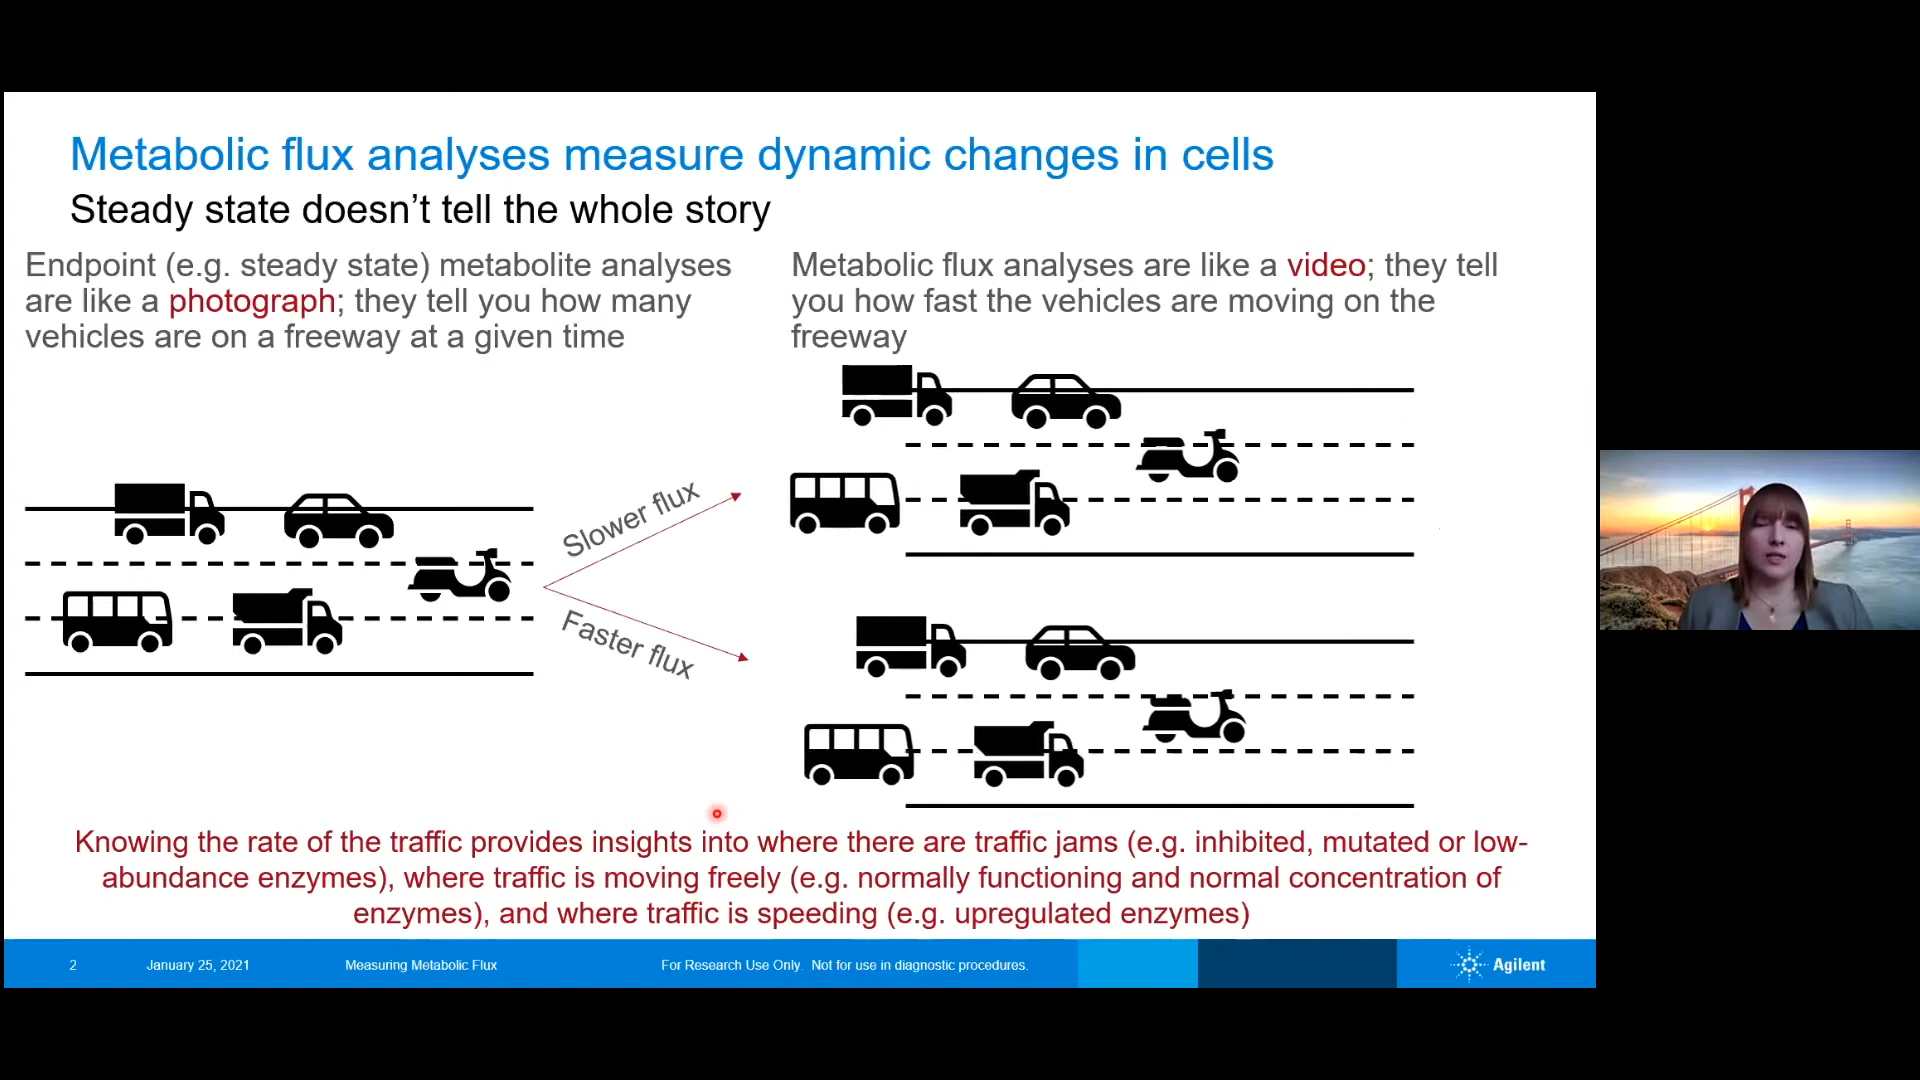 Metabolic flux analyses measure dynamic changes in cells
Steady state doesn’t tell the whole story
Endpoint (e.g. steady state) metabolite analyses
are like a photograph; they tell you how many
vehicles are on a freeway at a given time
Metabolic flux analyses are like a video; they tell
you how fast the vehicles are moving on the
freeway
Slower flux
Faster flux
Knowing the rate of the traffic provides insights into where there are traffic jams (e.g. inhibited, mutated or low-
abundance enzymes), where traffic is moving freely (e.g. normally functioning and normal concentration of
enzymes), and where traffic is speeding (e.g. upregulated enzymes)
2
January 25, 2021
Measuring Metabolic Flux
For Research Use Only. Not for use in diagnostic procedures.
Agilent